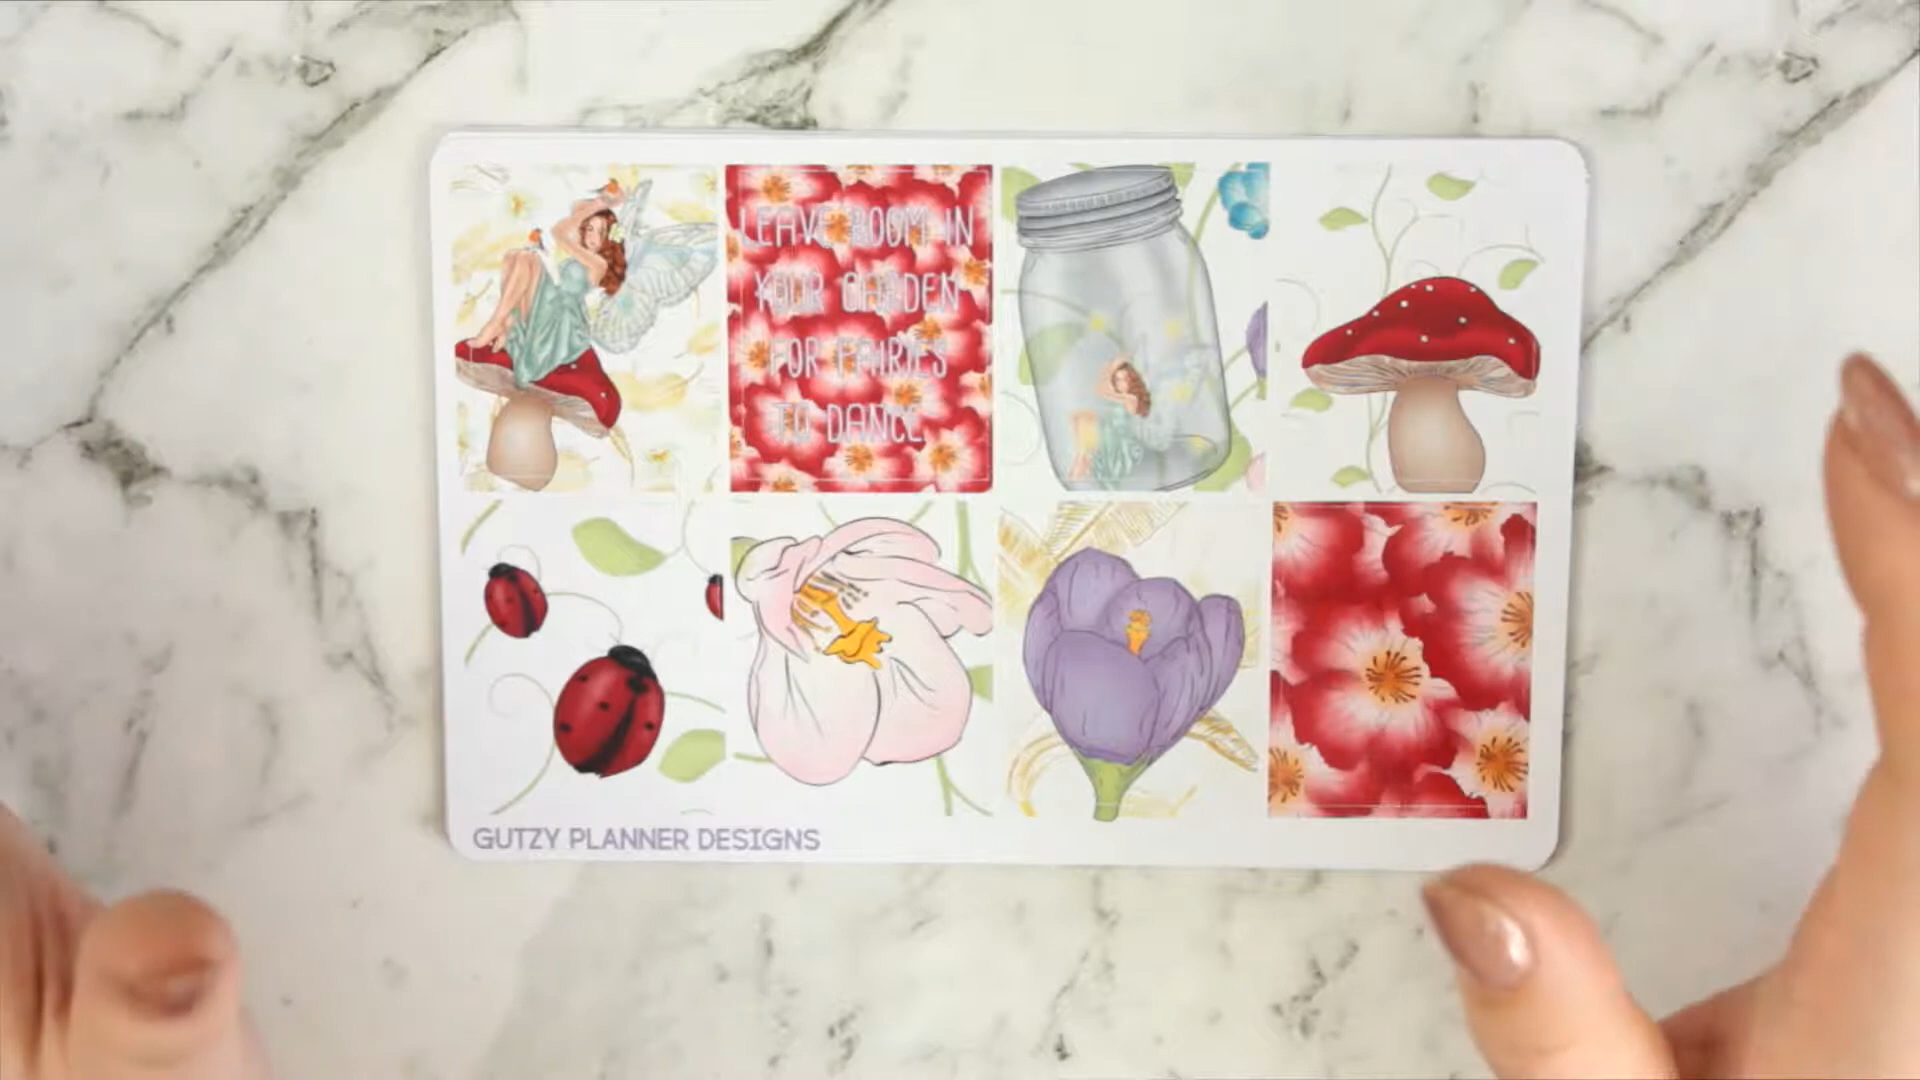 LEAVE ROOM IN
YOUR GARDEN
FOR FAIRIES
TO DANCE
GUTZY PLANNER DESIGNS